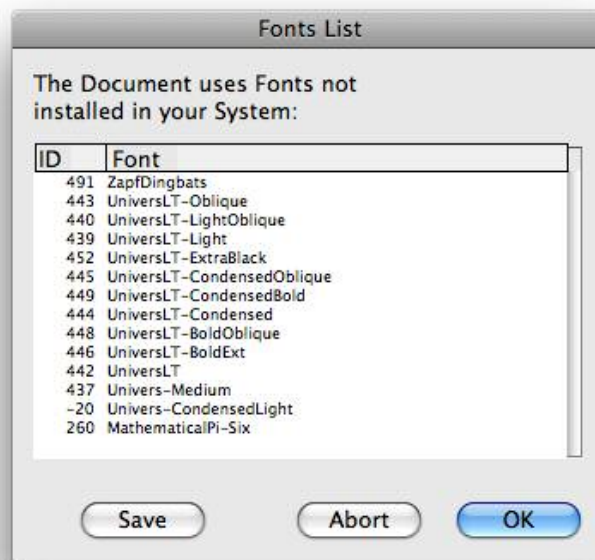 Fonts List
The Document uses Fonts not
installed in your System:
ID Font
491 ZapfDingbats
443 UniversLT-Oblique
440 UniversLT-LightOblique
439 UniversLT-Light
452 UniversLT-ExtraBlack
445 UniversLT-CondensedOblique
449 UniversLT-CondensedBold
444 UniversLT-Condensed
448 UniversLT-BoldOblique
446 UniversLT-BoldExt
442 UniversLT
437 Univers-Medium
-20 Univers-CondensedLight
260 MathematicalPi-Six
Save Abort OK